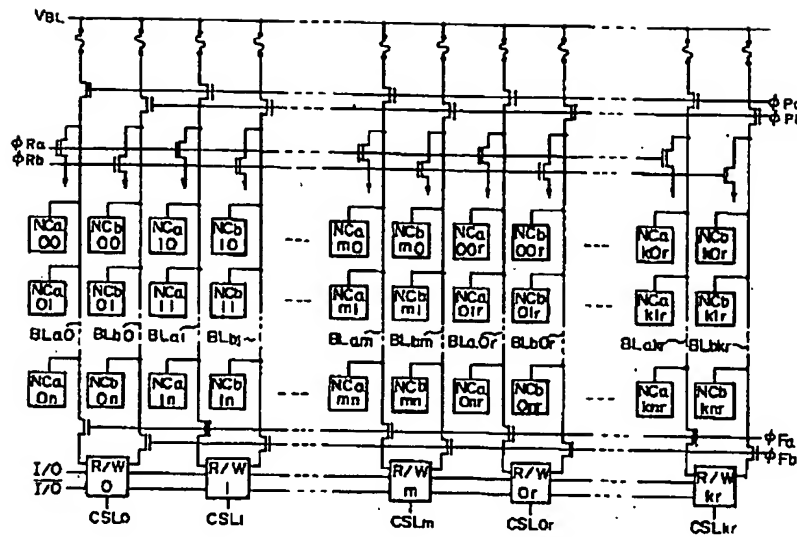 VBL
φPa
φPb
φRa
φRb
NCa 00 NCb 00 NCa 10 NCb 10 NCa m0 NCb m0 NCa 00r NCb 00r NCa k0r NCb k0r
NCa 01 NCb 01 NCa 11 NCb 11 NCa m1 NCb m1 NCa 01r NCb 01r NCa k1r NCb k1r
BLa0 BLb0 BLa1 BLb1 BLam BLbm BLa0r BLb0r BLakr BLbkr
NCa 0n NCb 0n NCa 1n NCb 1n NCa mn NCb mn NCa 0nr NCb 0nr NCa knr NCb knr
φFa
φFb
I/O
I/O
R/W 0 R/W 1 R/W m R/W 0r R/W kr
CSL0 CSL1 CSLm CSL0r CSLkr